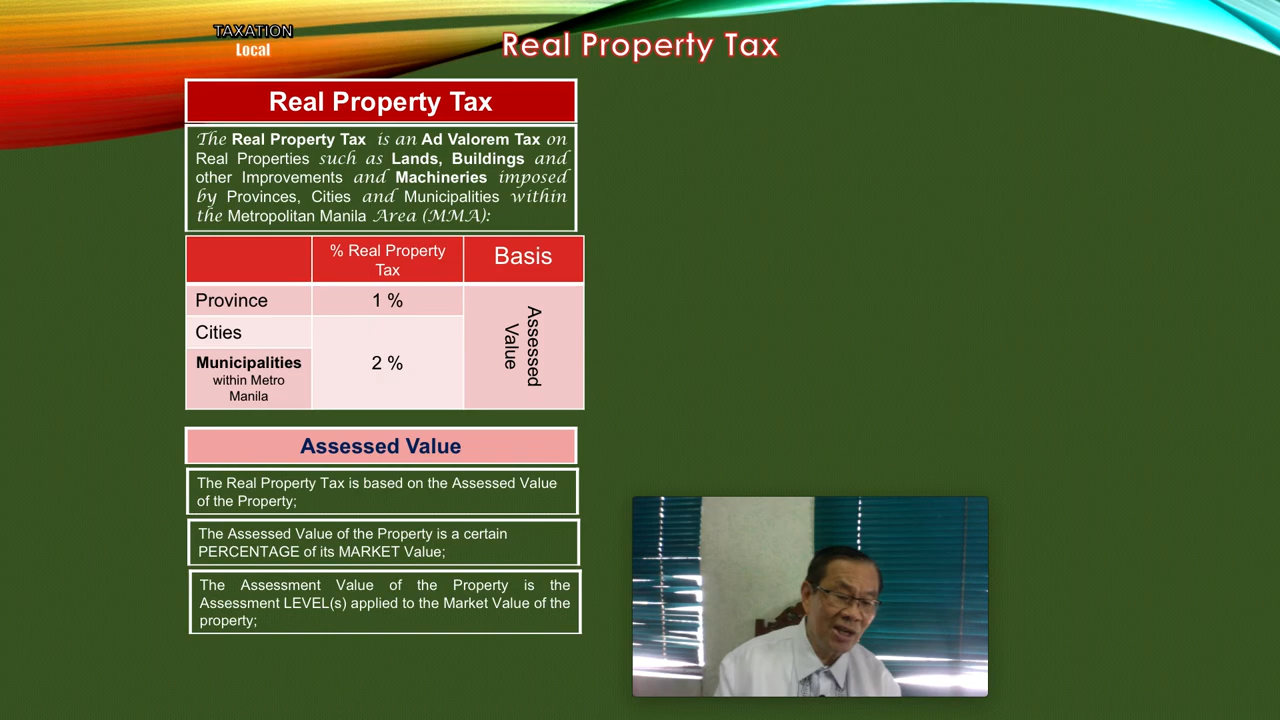 TAXATION
Local
Real Property Tax
Real Property Tax
The Real Property Tax is an Ad Valorem Tax on
Real Properties such as Lands, Buildings and
other Improvements and Machineries imposed
by Provinces, Cities and Municipalities within
the Metropolitan Manila Area (MMA):
% Real Property
Tax
Basis
Province
1 %
Cities
Municipalities
within Metro
Manila
2 %
Assessed
Value
Assessed Value
The Real Property Tax is based on the Assessed Value
of the Property;
The Assessed Value of the Property is a certain
PERCENTAGE of its MARKET Value;
The Assessment Value of the Property is the
Assessment LEVEL(s) applied to the Market Value of the
property;